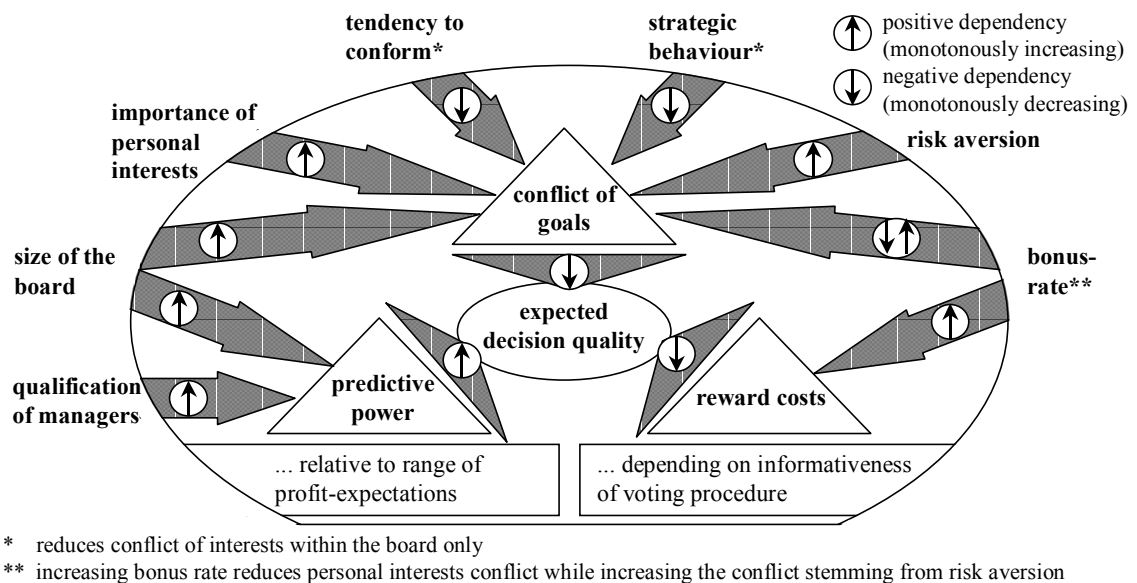 tendency to
conform*
strategic
behaviour*
positive dependency
(monotonously increasing)
negative dependency
(monotonously decreasing)
importance of
personal
interests
risk aversion
conflict of
goals
size of the
board
bonus-
rate**
expected
decision quality
qualification
of managers
predictive
power
reward costs
... relative to range of
profit-expectations
... depending on informativeness
of voting procedure
* reduces conflict of interests within the board only
** increasing bonus rate reduces personal interests conflict while increasing the conflict stemming from risk aversion